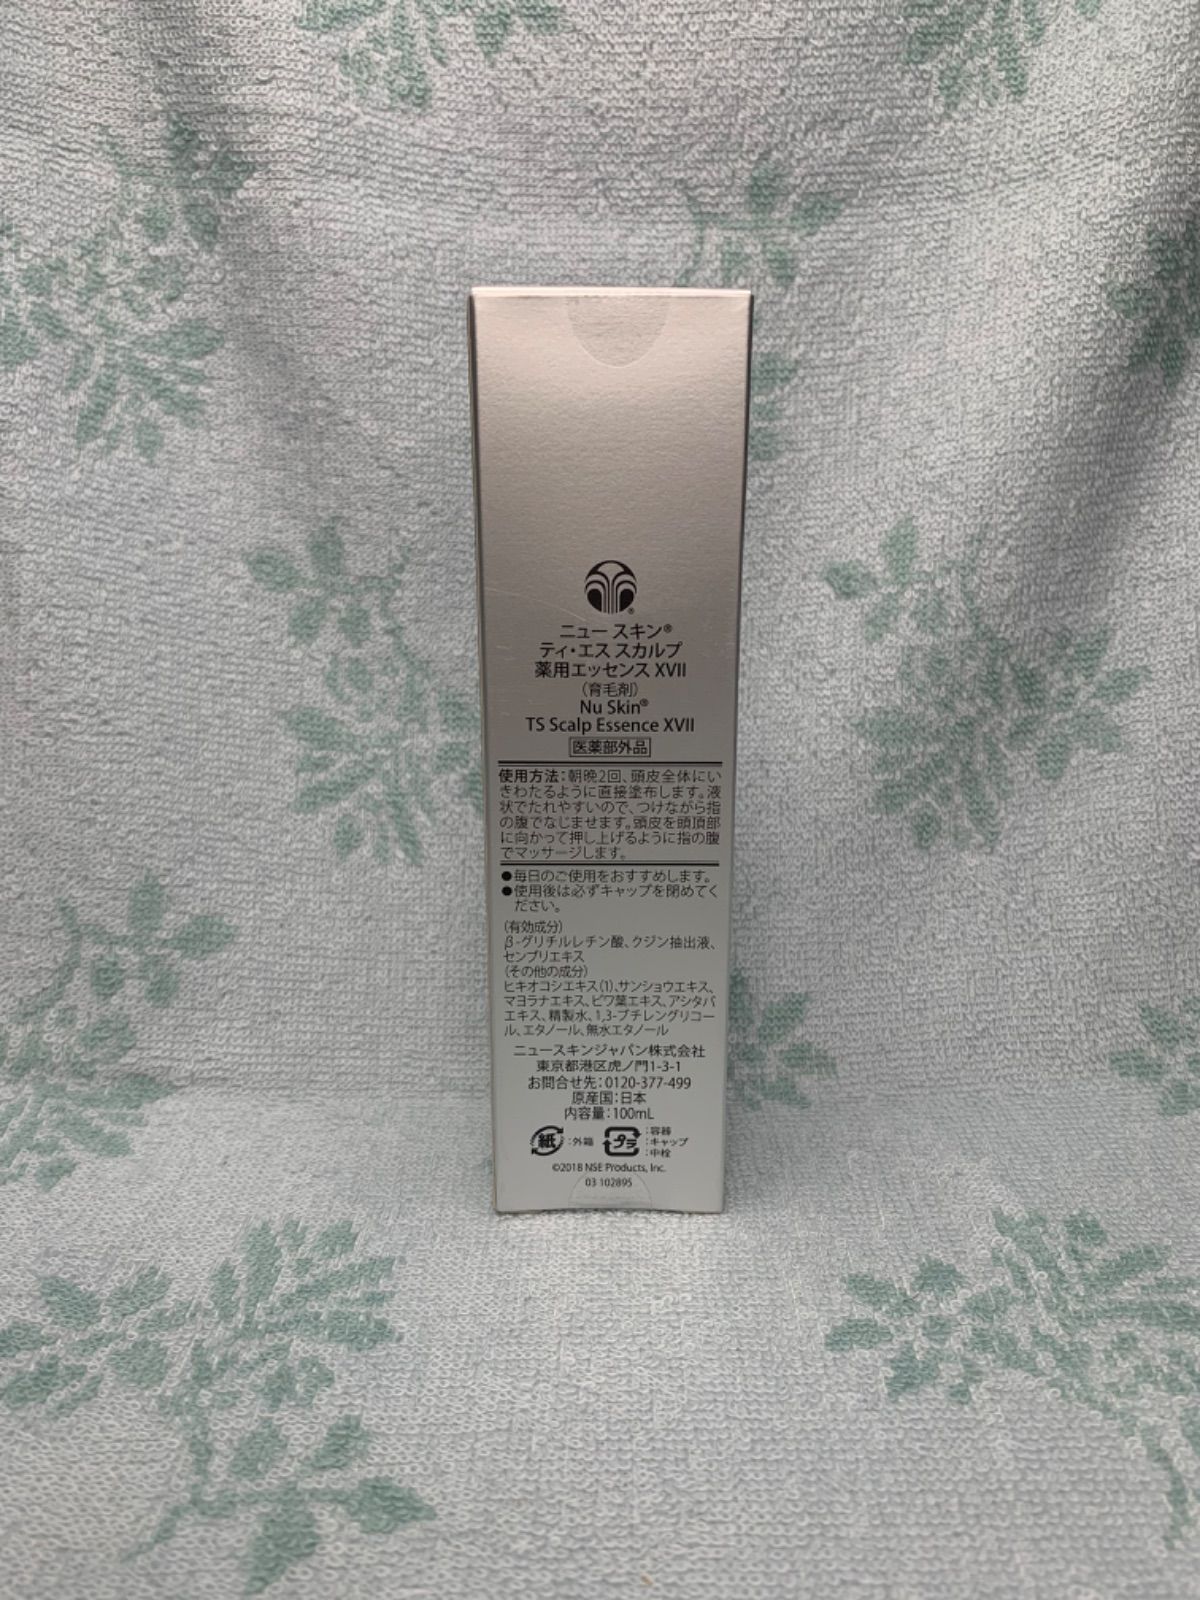 ニュー スキン®
ティ・エス スカルプ
薬用エッセンス XVII
(育毛剤)
Nu Skin®
TS Scalp Essence XVII
医薬部外品
使用方法:朝晩2回、頭皮全体にい
きわたるように直接塗布します。液
状でたれやすいので、つけながら指
の腹でなじませます。頭皮を頭頂部
に向かって押し上げるように指の腹
でマッサージします。
●毎日のご使用をおすすめします。
●使用後は必ずキャップを閉めてく
ださい。
(有効成分)
β-グリチルレチン酸、クジン抽出液、
センブリエキス
(その他の成分)
ヒキオコシエキス(1)、サンショウエキス、
マヨラナエキス、ビワ葉エキス、アシタバ
エキス、精製水、1,3-ブチレングリコー
ル、エタノール、無水エタノール
ニュースキンジャパン株式会社
東京都港区虎ノ門1-3-1
お問合せ先:0120-377-499
原産国:日本
内容量:100mL
紙 :外箱 プラ :容器
:キャップ
:中栓
©2018 NSE Products, Inc.
03 102895